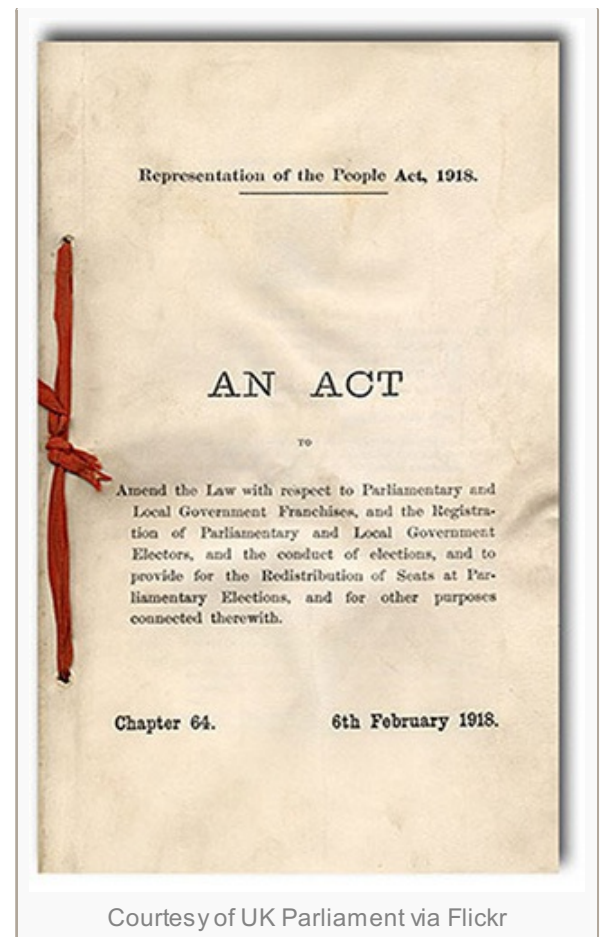 Representation of the People Act, 1918.
AN ACT
TO
Amend the Law with respect to Parliamentary and
Local Government Franchises, and the Registra-
tion of Parliamentary and Local Government
Electors, and the conduct of elections, and to
provide for the Redistribution of Seats at Par-
liamentary Elections, and for other purposes
connected therewith.
Chapter 64. 6th February 1918.
Courtesy of UK Parliament via Flickr